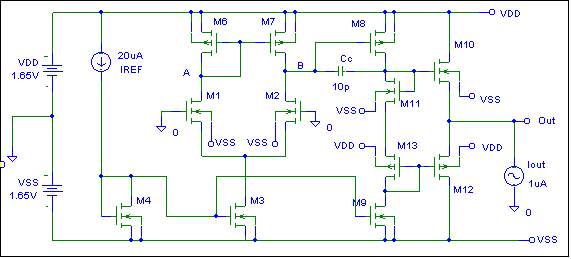 M6 M7 M8 VDD
M10
20uA
IREF
VDD
1.65V
A B Cc
10p
M1 M2 VSS M11 VSS
0 VSS VSS 0
Out
VDD M13 VDD
Iout
1uA
VSS
1.65V
M4 M3 M9 M12
0
VSS